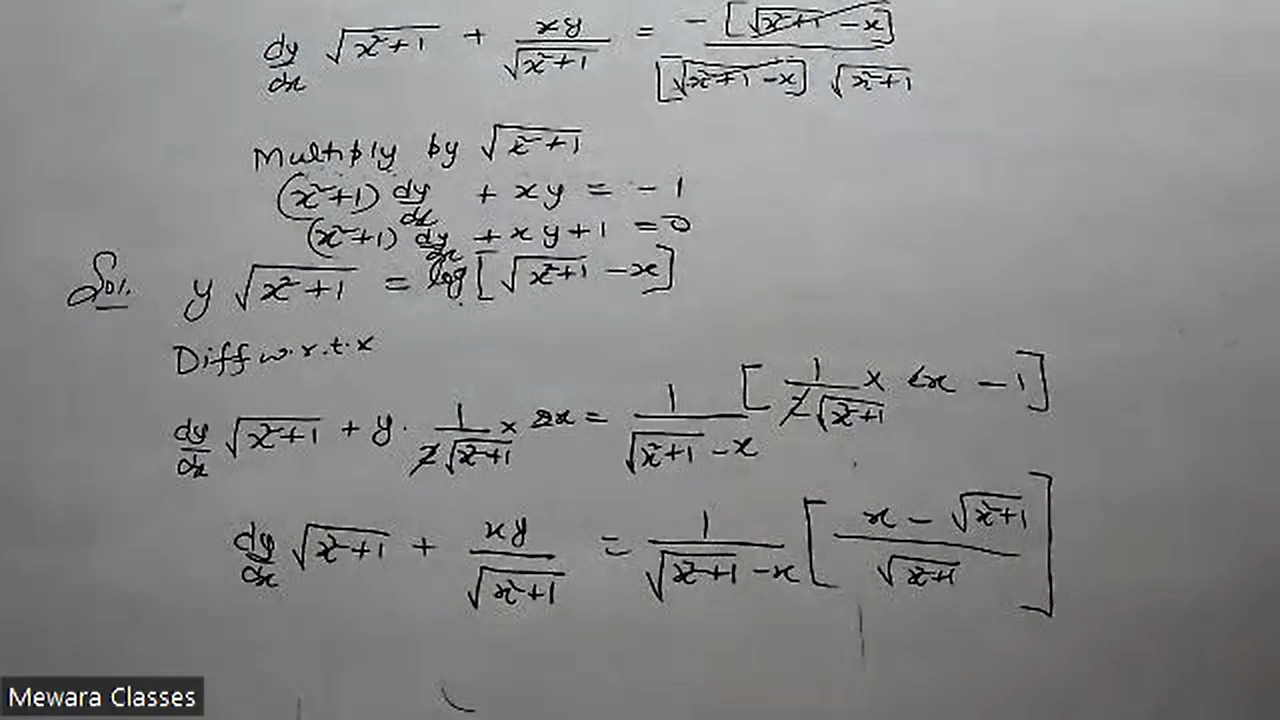 dy/dx √(x²+1) + xy/√(x²+1) = -[√(x²+1) - x]/([√(x²+1) - x] √(x²+1))
Multiply by √(x²+1)
(x²+1) dy/dx + xy = -1
(x²+1) dy/dx + xy + 1 = 0
Sol. y √(x²+1) = log[√(x²+1) - x]
Diff w.r.t. x
dy/dx √(x²+1) + y · 1/(2√(x²+1)) × 2x = 1/(√(x²+1) - x) [1/(2√(x²+1)) × 2x - 1]
dy/dx √(x²+1) + xy/√(x²+1) = 1/(√(x²+1) - x) [(x - √(x²+1))/√(x²+1)]
Mewara Classes